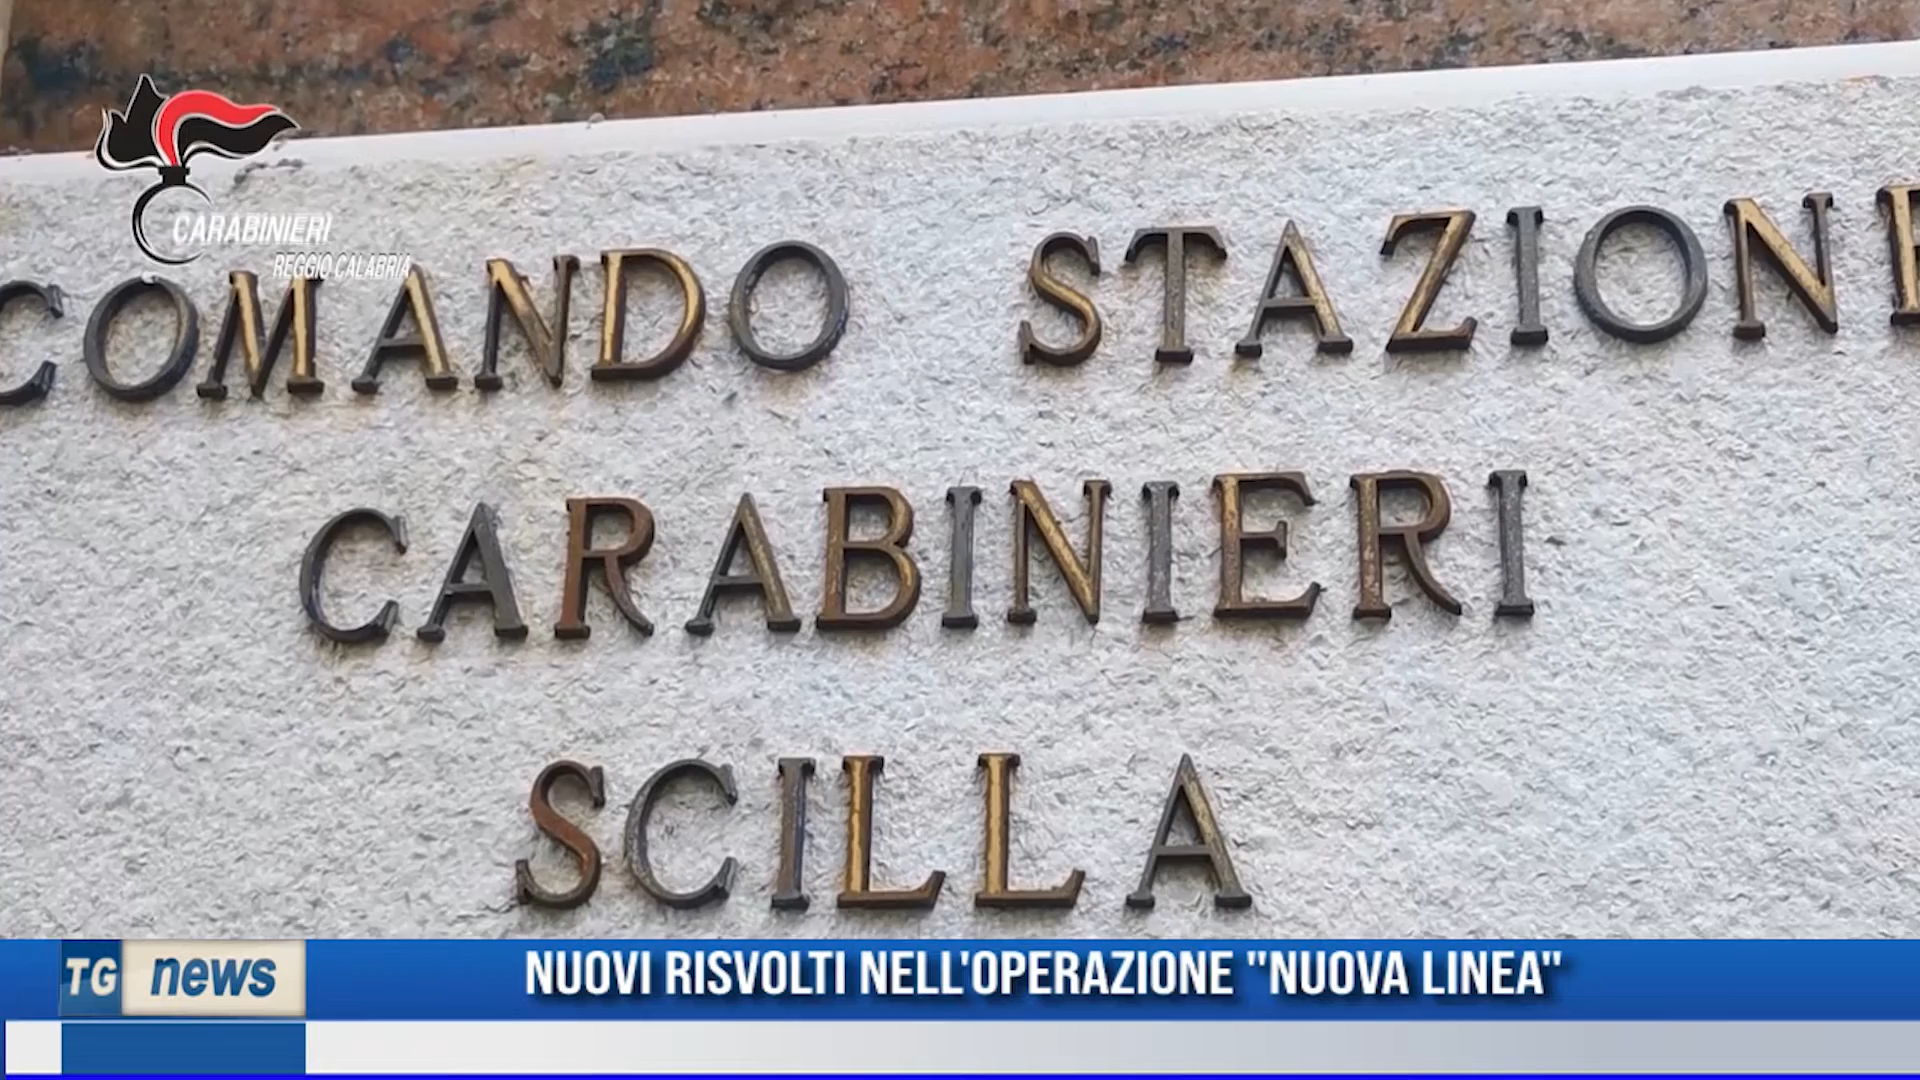 CARABINIERI
REGGIO CALABRIA
COMANDO STAZIONE
CARABINIERI
SCILLA
TG news
NUOVI RISVOLTI NELL'OPERAZIONE "NUOVA LINEA"